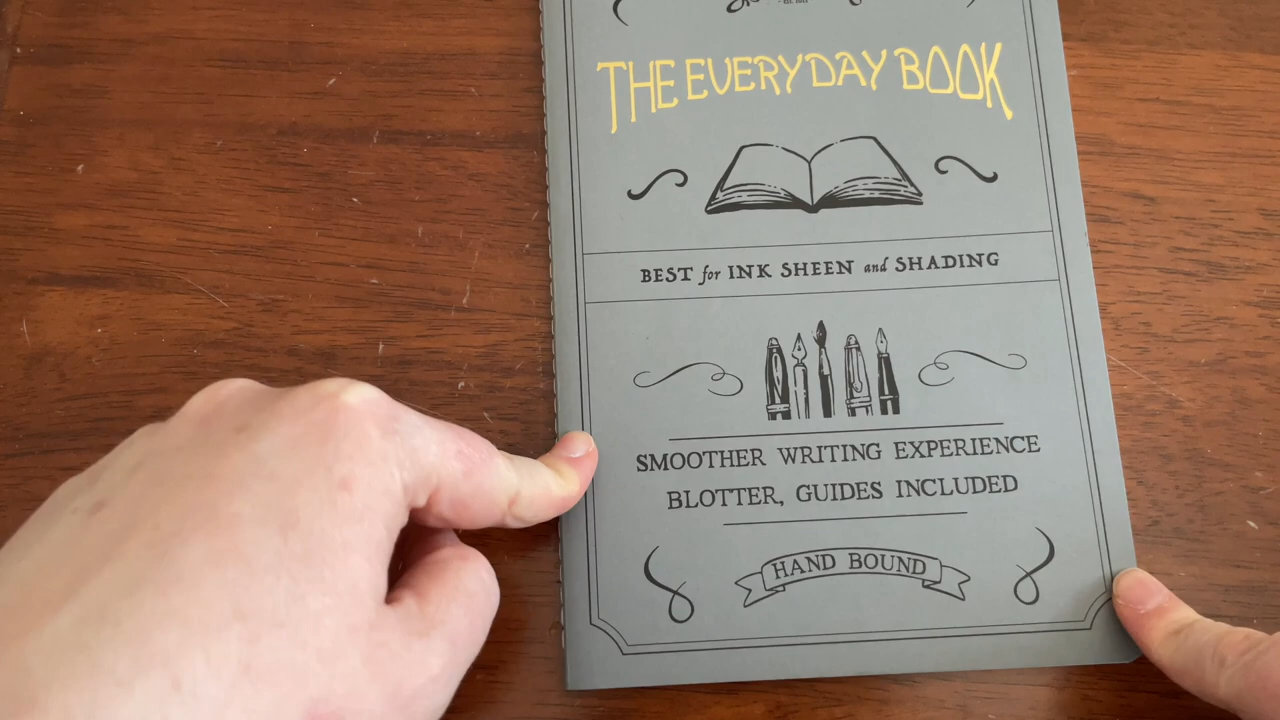 THE EVERYDAY BOOK
BEST for INK SHEEN and SHADING
SMOOTHER WRITING EXPERIENCE
BLOTTER, GUIDES INCLUDED
HAND BOUND